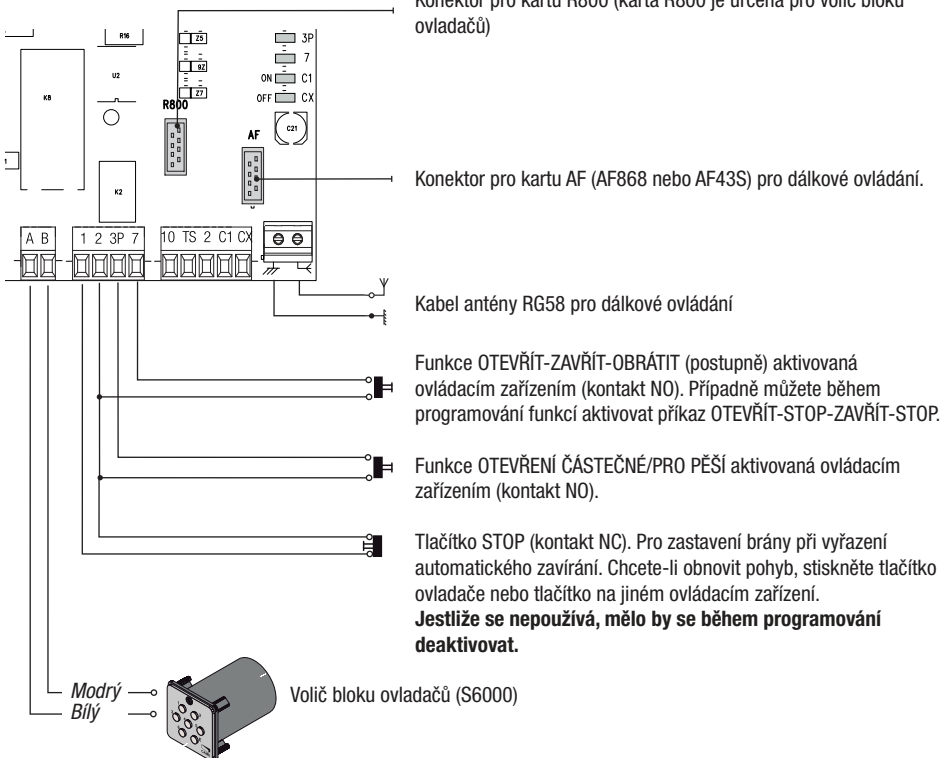 Konektor pro kartu R800 (karta R800 je určená pro volič bloku
ovladačů)
R16
Z5
3P
7
U2
9Z
ON C1
K8
Z7
OFF CX
R800
C21
AF
Konektor pro kartu AF (AF868 nebo AF43S) pro dálkové ovládání.
K2
A B 1 2 3P 7 10 TS 2 C1 CX
Kabel antény RG58 pro dálkové ovládání
Funkce OTEVŘÍT-ZAVŘÍT-OBRÁTIT (postupně) aktivovaná
ovládacím zařízením (kontakt NO). Případně můžete během
programování funkcí aktivovat příkaz OTEVŘÍT-STOP-ZAVŘÍT-STOP.
Funkce OTEVŘENÍ ČÁSTEČNÉ/PRO PĚŠÍ aktivovaná ovládacím
zařízením (kontakt NO).
Tlačítko STOP (kontakt NC). Pro zastavení brány při vyřazení
automatického zavírání. Chcete-li obnovit pohyb, stiskněte tlačítko
ovladače nebo tlačítko na jiném ovládacím zařízení.
Jestliže se nepoužívá, mělo by se během programování
deaktivovat.
Modrý
Bílý
Volič bloku ovladačů (S6000)